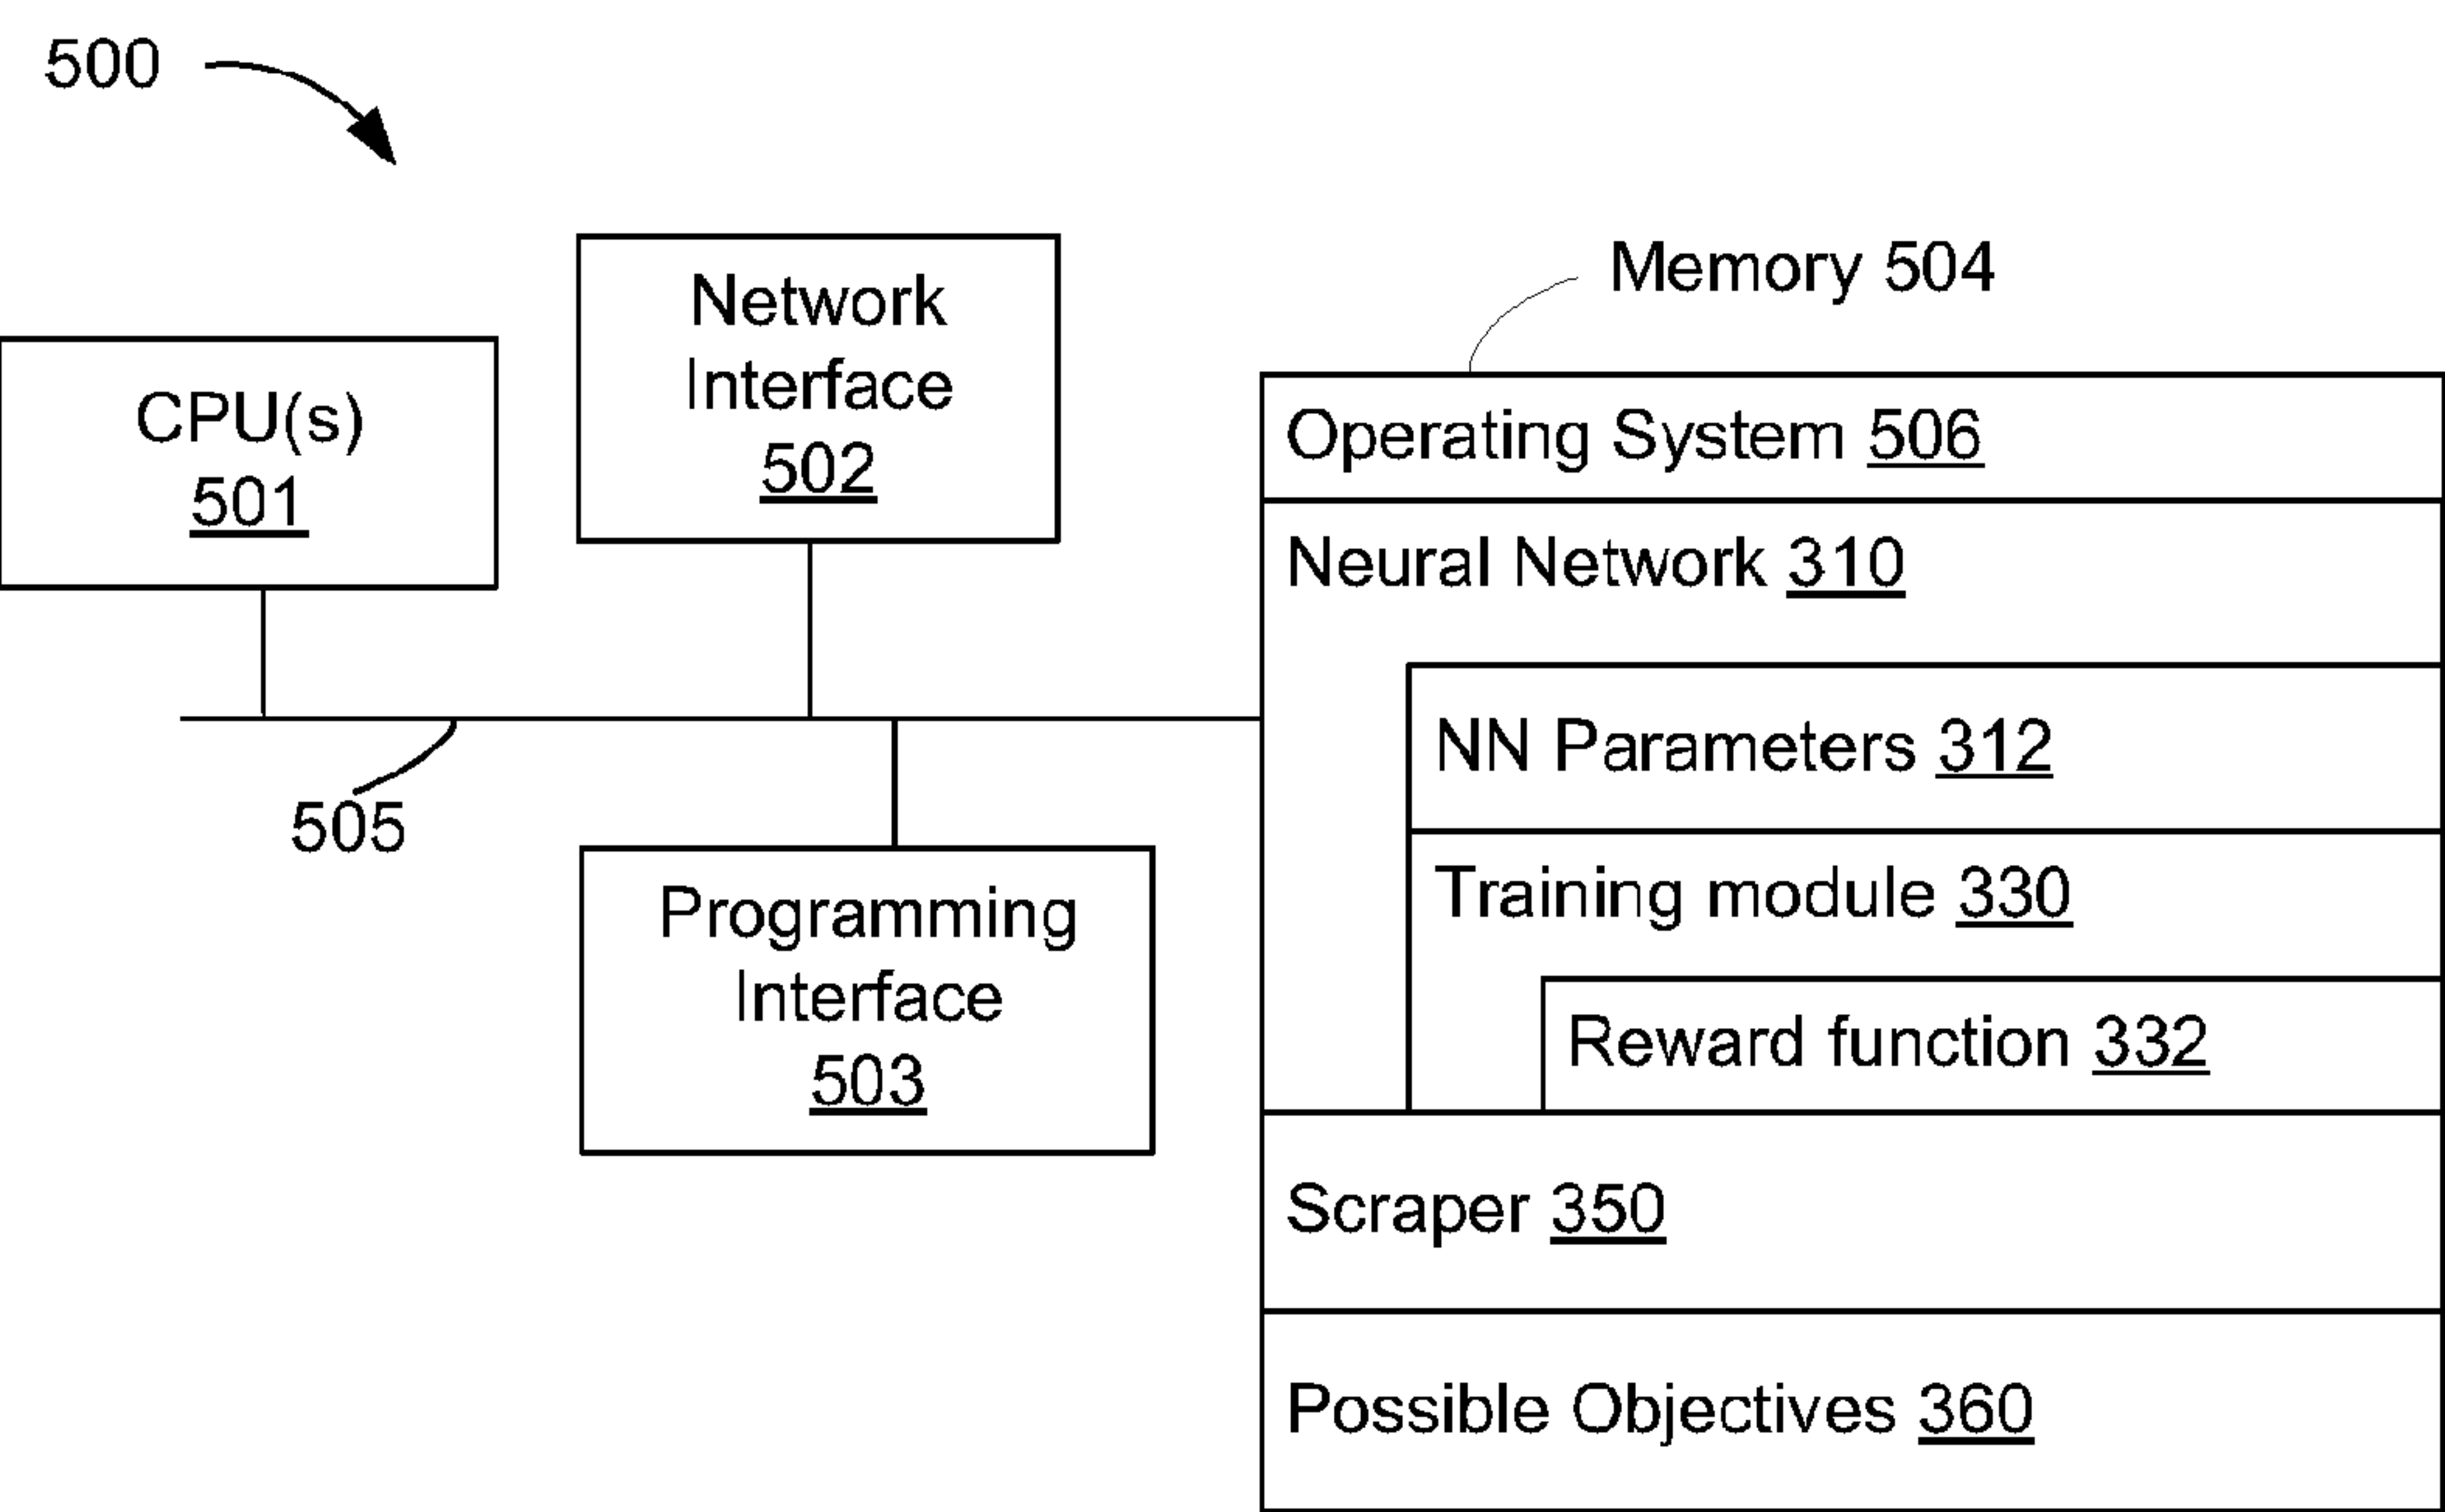 500
Network
Interface
502
CPU(s)
501
Memory 504
Operating System 506
Neural Network 310
NN Parameters 312
Training module 330
Reward function 332
Scraper 350
Possible Objectives 360
505
Programming
Interface
503